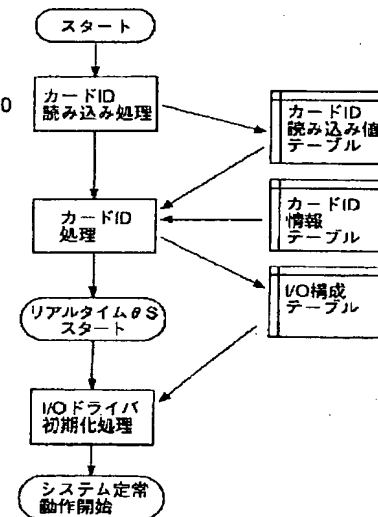 スタート
0
カードID
読み込み処理
カードID
読み込み値
テーブル
カードID
処理
カードID
情報
テーブル
I/O構成
テーブル
リアルタイムθS
スタート
I/Oドライバ
初期化処理
システム定常
動作開始